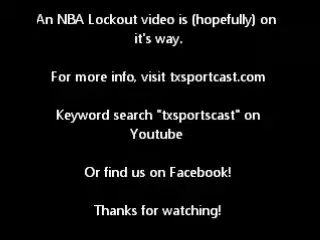 An NBA Lockout video is (hopefully) on
it's way.
For more info, visit txsportcast.com
Keyword search "txsportscast" on
Youtube
Or find us on Facebook!
Thanks for watching!